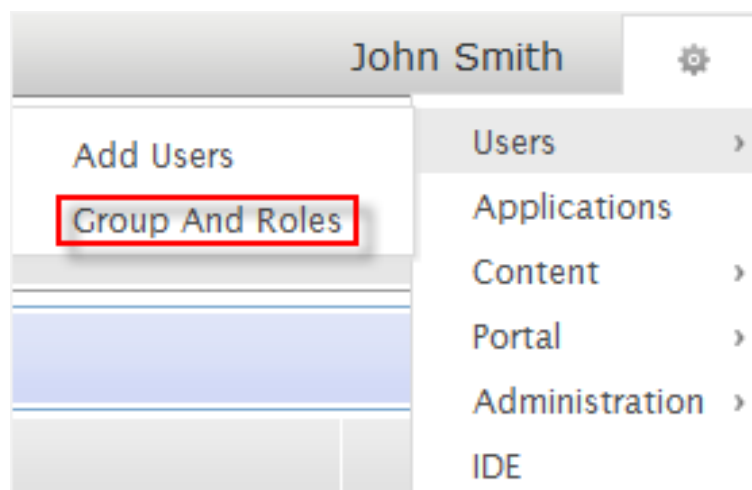 John Smith
Add Users
Group And Roles
Users
Applications
Content
Portal
Administration
IDE